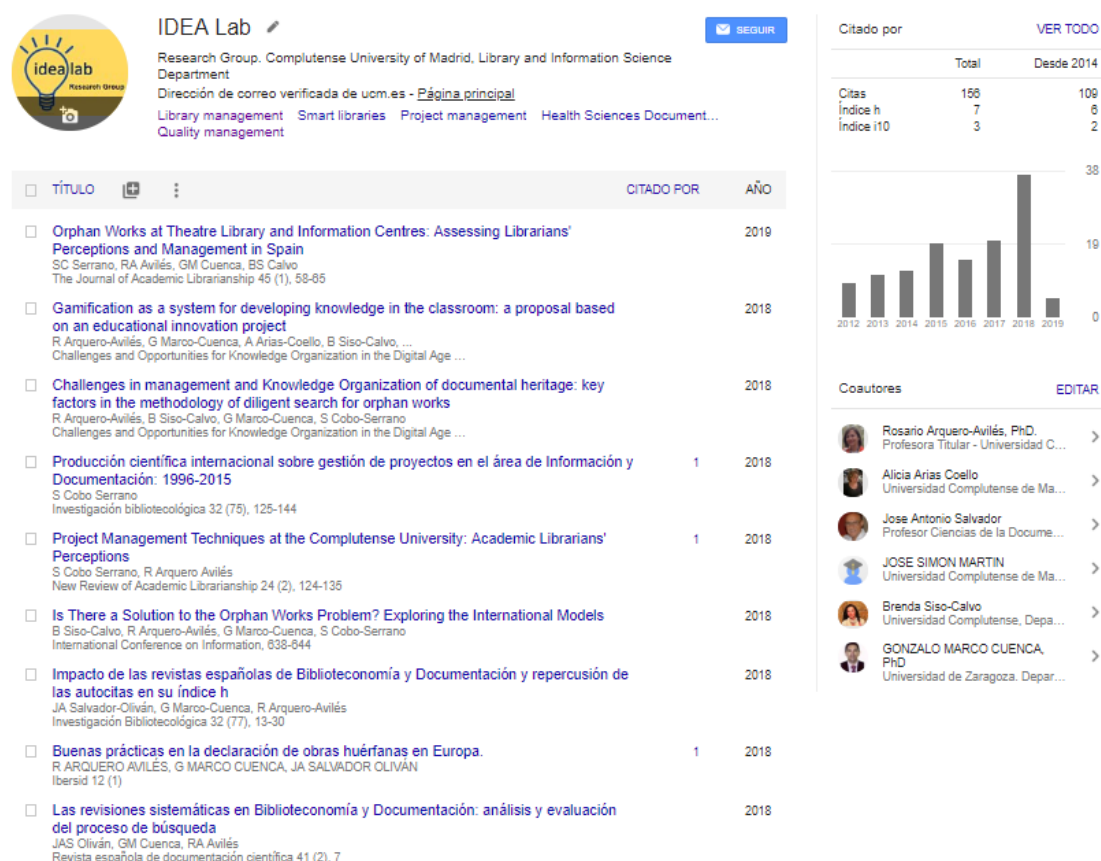 idea lab
Research Group
IDEA Lab
SEGUIR
Research Group. Complutense University of Madrid, Library and Information Science
Department
Dirección de correo verificada de ucm.es - Página principal
Library management Smart libraries Project management Health Sciences Document...
Quality management
TÍTULO CITADO POR AÑO
Orphan Works at Theatre Library and Information Centres: Assessing Librarians' 2019
Perceptions and Management in Spain
SC Serrano, RA Avilés, GM Cuenca, BS Calvo
The Journal of Academic Librarianship 45 (1), 58-65
Gamification as a system for developing knowledge in the classroom: a proposal based 2018
on an educational innovation project
R Arquero-Avilés, G Marco-Cuenca, A Arias-Coello, B Siso-Calvo, ...
Challenges and Opportunities for Knowledge Organization in the Digital Age ...
Challenges in management and Knowledge Organization of documental heritage: key 2018
factors in the methodology of diligent search for orphan works
R Arquero-Avilés, B Siso-Calvo, G Marco-Cuenca, S Cobo-Serrano
Challenges and Opportunities for Knowledge Organization in the Digital Age ...
Producción científica internacional sobre gestión de proyectos en el área de Información y 1 2018
Documentación: 1996-2015
S Cobo Serrano
Investigación bibliotecológica 32 (75), 125-144
Project Management Techniques at the Complutense University: Academic Librarians' 1 2018
Perceptions
S Cobo Serrano, R Arquero Avilés
New Review of Academic Librarianship 24 (2), 124-135
Is There a Solution to the Orphan Works Problem? Exploring the International Models 2018
B Siso-Calvo, R Arquero-Avilés, G Marco-Cuenca, S Cobo-Serrano
International Conference on Information, 638-644
Impacto de las revistas españolas de Biblioteconomía y Documentación y repercusión de 2018
las autocitas en su índice h
JA Salvador-Oliván, G Marco-Cuenca, R Arquero-Avilés
Investigación Bibliotecológica 32 (77), 13-30
Buenas prácticas en la declaración de obras huérfanas en Europa. 1 2018
R ARQUERO AVILÉS, G MARCO CUENCA, JA SALVADOR OLIVÁN
Ibersid 12 (1)
Las revisiones sistemáticas en Biblioteconomía y Documentación: análisis y evaluación 2018
del proceso de búsqueda
JAS Oliván, GM Cuenca, RA Avilés
Revista española de documentación científica 41 (2), 7
Citado por VER TODO
Total Desde 2014
Citas 156 109
Índice h 7 6
Índice i10 3 2
38
19
0
2012 2013 2014 2015 2016 2017 2018 2019
Coautores EDITAR
Rosario Arquero-Avilés, PhD.
Profesora Titular - Universidad C...
Alicia Arias Coello
Universidad Complutense de Ma...
Jose Antonio Salvador
Profesor Ciencias de la Docume...
JOSE SIMON MARTIN
Universidad Complutense de Ma...
Brenda Siso-Calvo
Universidad Complutense, Depa...
GONZALO MARCO CUENCA,
PhD
Universidad de Zaragoza. Depar...